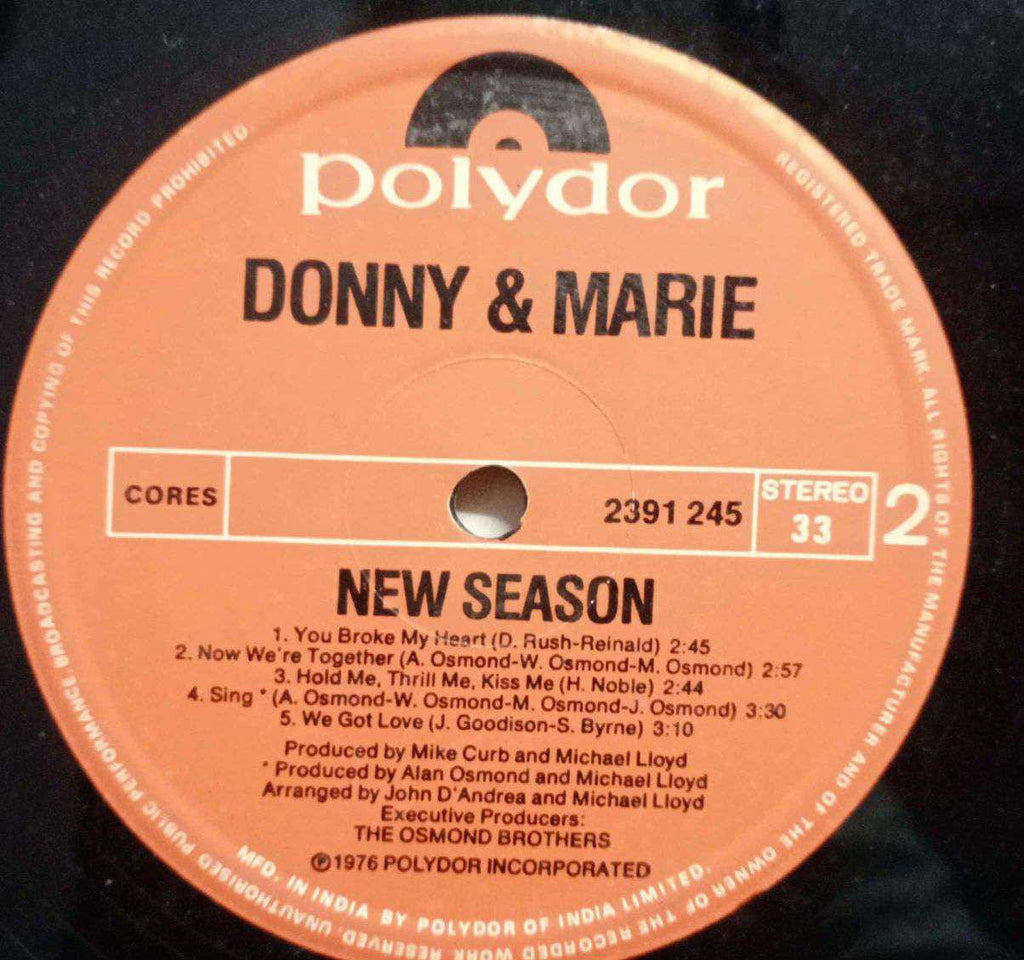 polydor
DONNY & MARIE
CORES
2391 245
STEREO
33
2
NEW SEASON
1. You Broke My Heart (D. Rush-Reinald) 2:45
2. Now We're Together (A. Osmond-W. Osmond-M. Osmond) 2:57
3. Hold Me, Thrill Me, Kiss Me (H. Noble) 2:44
4. Sing * (A. Osmond-W. Osmond-M. Osmond-J. Osmond) 3:30
5. We Got Love (J. Goodison-S. Byrne) 3:10
Produced by Mike Curb and Michael Lloyd
* Produced by Alan Osmond and Michael Lloyd
Arranged by John D'Andrea and Michael Lloyd
Executive Producers:
THE OSMOND BROTHERS
℗1976 POLYDOR INCORPORATED
MFD. IN INDIA BY POLYDOR OF INDIA LIMITED.
REGISTERED TRADE MARK. ALL RIGHTS OF THE MANUFACTURER AND OF THE OWNER OF THE RECORDED WORK RESERVED. UNAUTHORISED PUBLIC PERFORMANCE BROADCASTING AND COPYING OF THIS RECORD PROHIBITED.